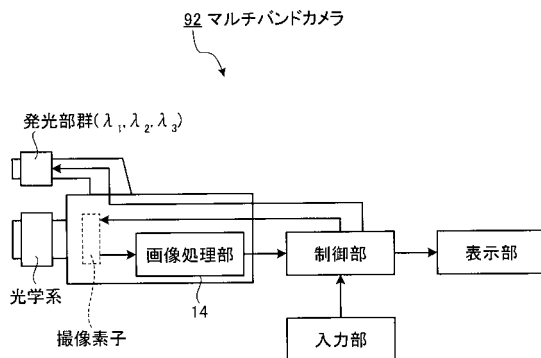 92 マルチバンドカメラ
発光部群(λ₁, λ₂, λ₃)
画像処理部
制御部
表示部
光学系
14
撮像素子
入力部